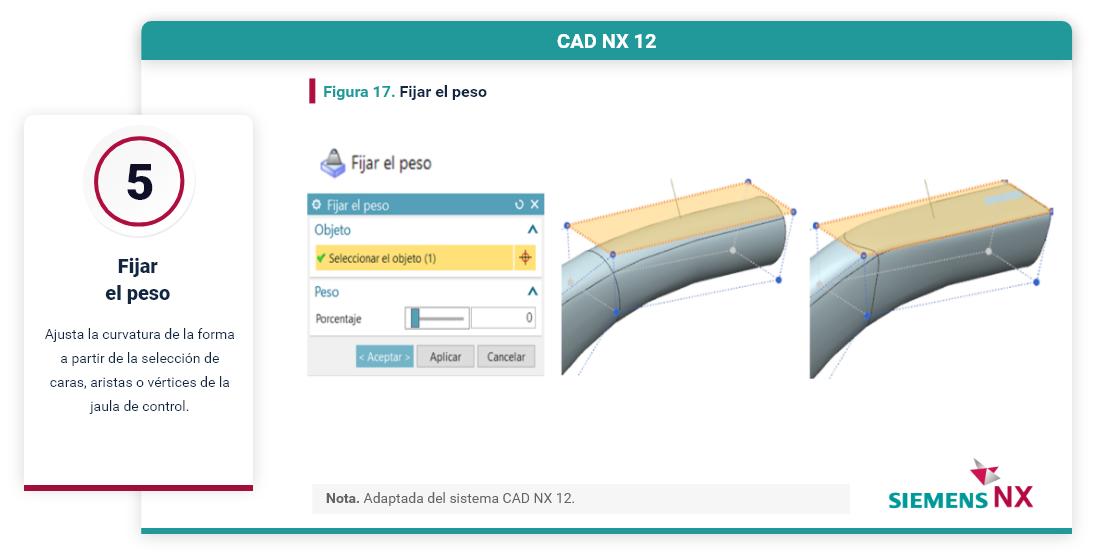 CAD NX 12
Figura 17. Fijar el peso
5
Fijar
el peso
Ajusta la curvatura de la forma
a partir de la selección de
caras, aristas o vértices de la
jaula de control.
Fijar el peso
Fijar el peso
Objeto
Seleccionar el objeto (1)
Peso
Porcentaje
0
< Aceptar >
Aplicar
Cancelar
Nota. Adaptada del sistema CAD NX 12.
SIEMENS NX